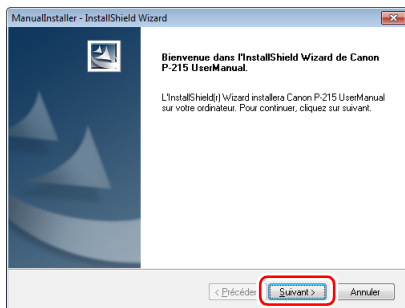 ManualInstaller - InstallShield Wizard
Bienvenue dans l'InstallShield Wizard de Canon
P-215 UserManual.
L'InstallShield(r) Wizard installera Canon P-215 UserManual
sur votre ordinateur. Pour continuer, cliquez sur suivant.
< Précéder Suivant > Annuler